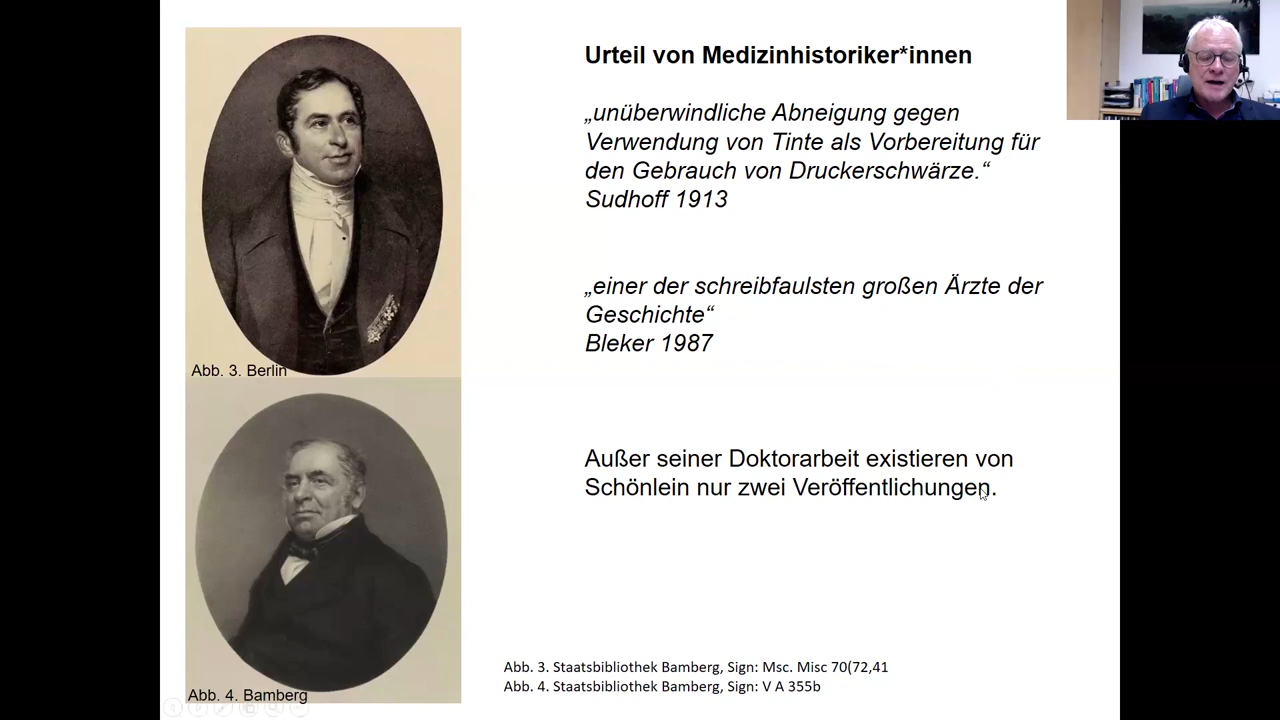 Urteil von Medizinhistoriker*innen
„unüberwindliche Abneigung gegen
Verwendung von Tinte als Vorbereitung für
den Gebrauch von Druckerschwärze.“
Sudhoff 1913
„einer der schreibfaulsten großen Ärzte der
Geschichte“
Bleker 1987
Abb. 3. Berlin
Außer seiner Doktorarbeit existieren von
Schönlein nur zwei Veröffentlichungen.
Abb. 4. Bamberg
Abb. 3. Staatsbibliothek Bamberg, Sign: Msc. Misc 70(72,41
Abb. 4. Staatsbibliothek Bamberg, Sign: V A 355b